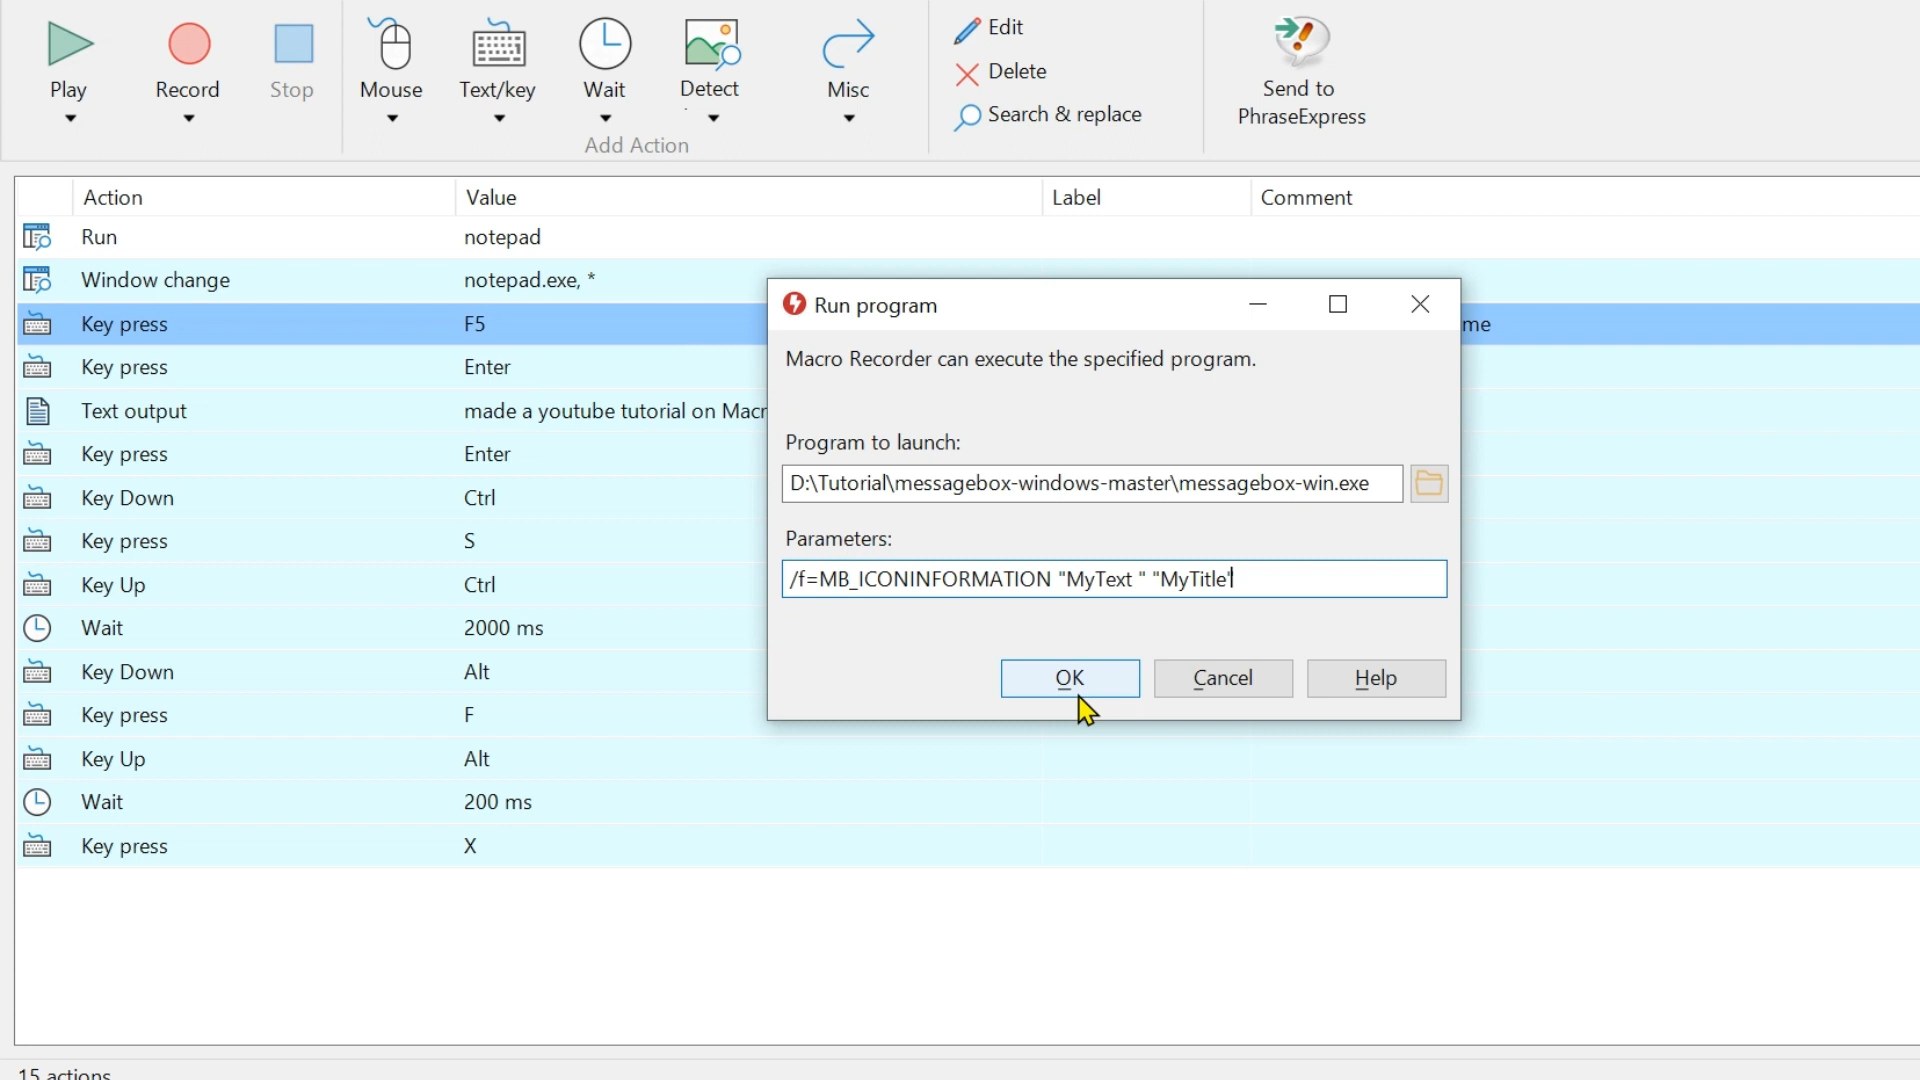 Play
Record
Stop
Mouse
Text/key
Wait
Detect
Misc
Add Action
Edit
Delete
Search & replace
Send to
PhraseExpress
Action Value Label Comment
Run notepad
Window change notepad.exe, *
Key press F5 me
Key press Enter
Text output made a youtube tutorial on Macr
Key press Enter
Key Down Ctrl
Key press S
Key Up Ctrl
Wait 2000 ms
Key Down Alt
Key press F
Key Up Alt
Wait 200 ms
Key press X
Run program
Macro Recorder can execute the specified program.
Program to launch:
D:\Tutorial\messagebox-windows-master\messagebox-win.exe
Parameters:
/f=MB_ICONINFORMATION "MyText " "MyTitle"
OK Cancel Help
15 actions